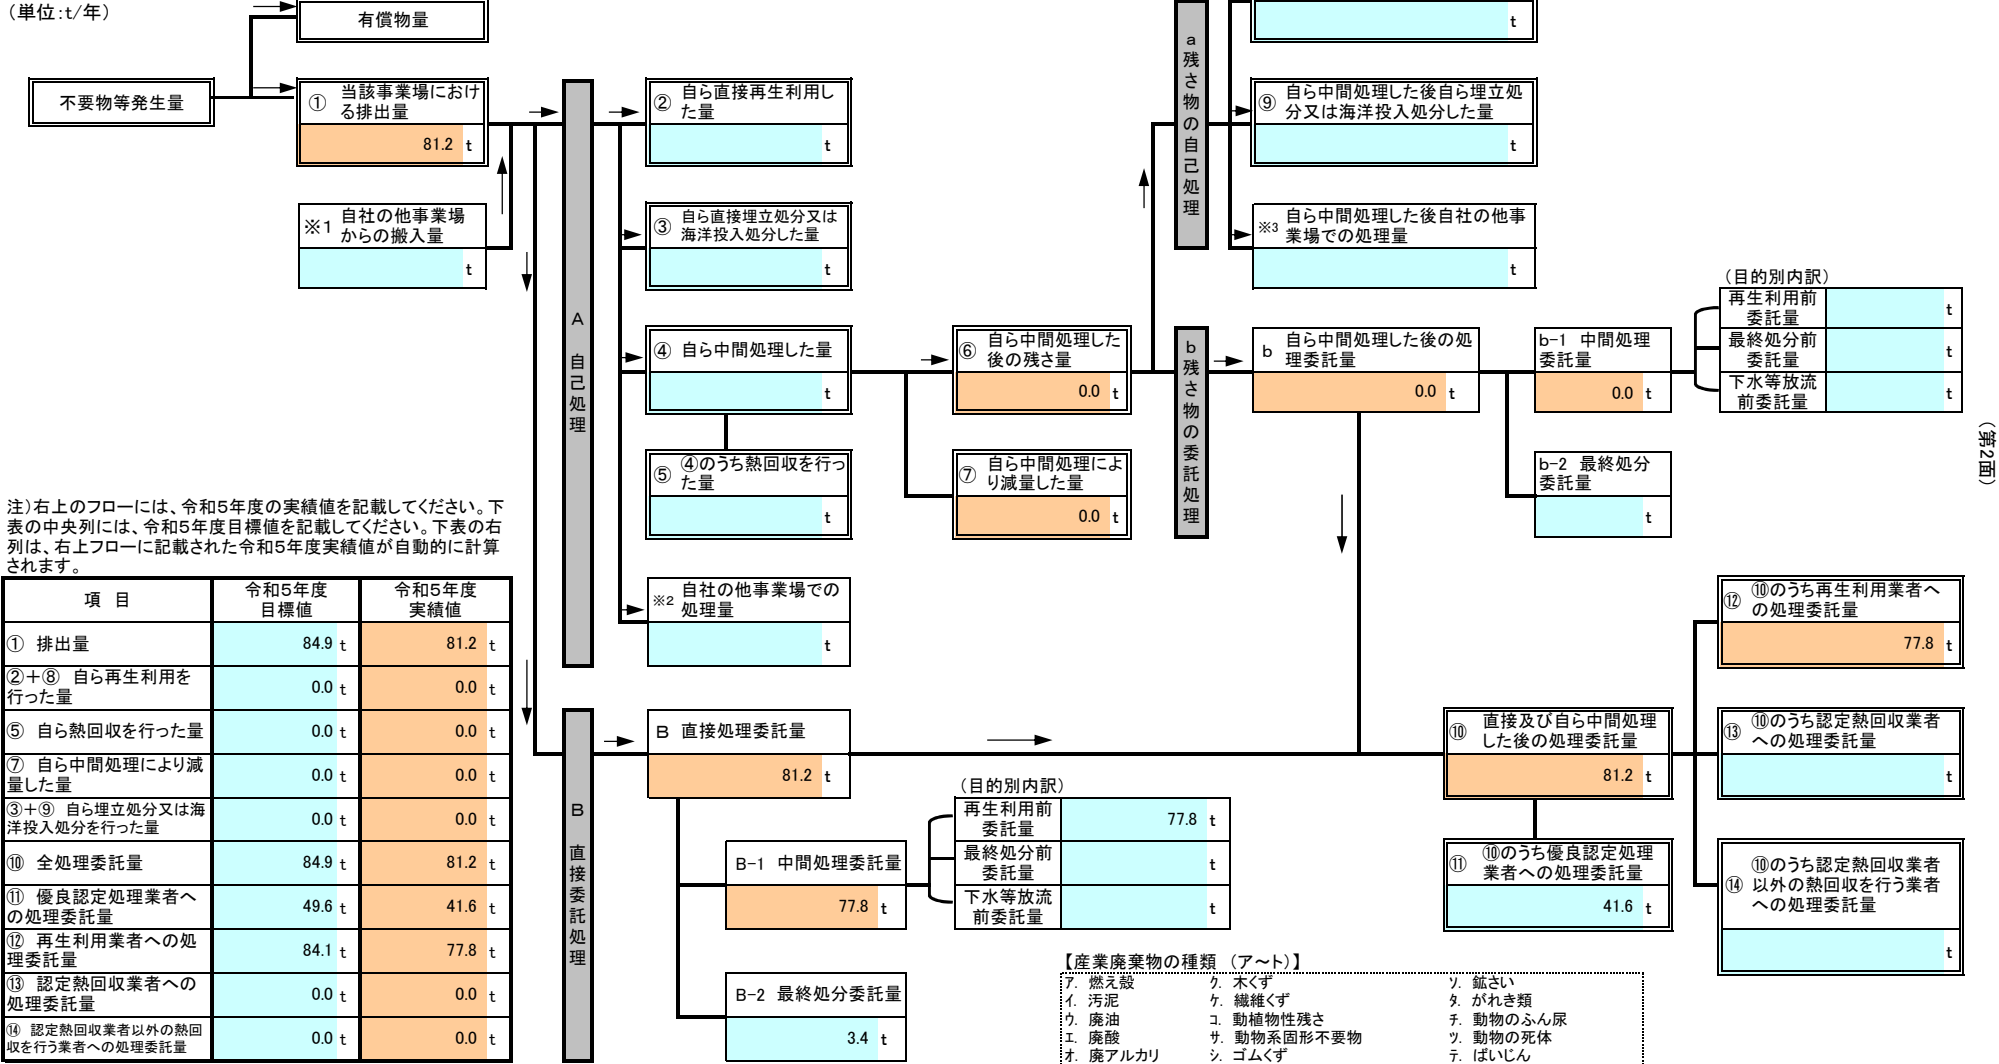 （単位:t/年）
有償物量
不要物等発生量
① 当該事業場におけ
る排出量
81.2 t
※1 自社の他事業場
からの搬入量
t
A 自己処理
② 自ら直接再生利用し
た量
t
③ 自ら直接埋立処分又は
海洋投入処分した量
t
④ 自ら中間処理した量
t
⑤ ④のうち熱回収を行っ
た量
t
※2 自社の他事業場での
処理量
t
⑥ 自ら中間処理した
後の残さ量
0.0 t
⑦ 自ら中間処理によ
り減量した量
0.0 t
a残さ物の自己処理
t
⑨ 自ら中間処理した後自ら埋立処
分又は海洋投入処分した量
t
※3 自ら中間処理した後自社の他事
業場での処理量
t
b残さ物の委託処理
b 自ら中間処理した後の処
理委託量
0.0 t
b-1 中間処理
委託量
0.0 t
b-2 最終処分
委託量
t
（目的別内訳）
再生利用前
委託量
t
最終処分前
委託量
t
下水等放流
前委託量
t
（第2面）
注）右上のフローには、令和5年度の実績値を記載してください。下
表の中央列には、令和5年度目標値を記載してください。下表の右
列は、右上フローに記載された令和5年度実績値が自動的に計算
されます。
項 目 令和5年度
目標値 令和5年度
実績値
① 排出量 84.9 t 81.2 t
②＋⑧ 自ら再生利用を
行った量 0.0 t 0.0 t
⑤ 自ら熱回収を行った量 0.0 t 0.0 t
⑦ 自ら中間処理により減
量した量 0.0 t 0.0 t
③＋⑨ 自ら埋立処分又は海
洋投入処分を行った量 0.0 t 0.0 t
⑩ 全処理委託量 84.9 t 81.2 t
⑪ 優良認定処理業者へ
の処理委託量 49.6 t 41.6 t
⑫ 再生利用業者への処
理委託量 84.1 t 77.8 t
⑬ 認定熱回収業者への
処理委託量 0.0 t 0.0 t
⑭ 認定熱回収業者以外の熱回
収を行う業者への処理委託量 0.0 t 0.0 t
B 直接委託処理
B 直接処理委託量
81.2 t
B-1 中間処理委託量
77.8 t
B-2 最終処分委託量
3.4 t
（目的別内訳）
再生利用前
委託量
77.8 t
最終処分前
委託量
t
下水等放流
前委託量
t
⑩ 直接及び自ら中間処理
した後の処理委託量
81.2 t
⑪ ⑩のうち優良認定処理
業者への処理委託量
41.6 t
⑫ ⑩のうち再生利用業者へ
の処理委託量
77.8 t
⑬ ⑩のうち認定熱回収業者
への処理委託量
t
⑭ ⑩のうち認定熱回収業者
以外の熱回収を行う業者
への処理委託量
t
【産業廃棄物の種類 （ア～ト）】
ｱ. 燃え殻 ｸ. 木くず ｿ. 鉱さい
ｲ. 汚泥 ｹ. 繊維くず ﾀ. がれき類
ｳ. 廃油 ｺ. 動植物性残さ ﾁ. 動物のふん尿
ｴ. 廃酸 ｻ. 動物系固形不要物 ﾂ. 動物の死体
ｵ. 廃アルカリ ｼ. ゴムくず ﾃ. ばいじん